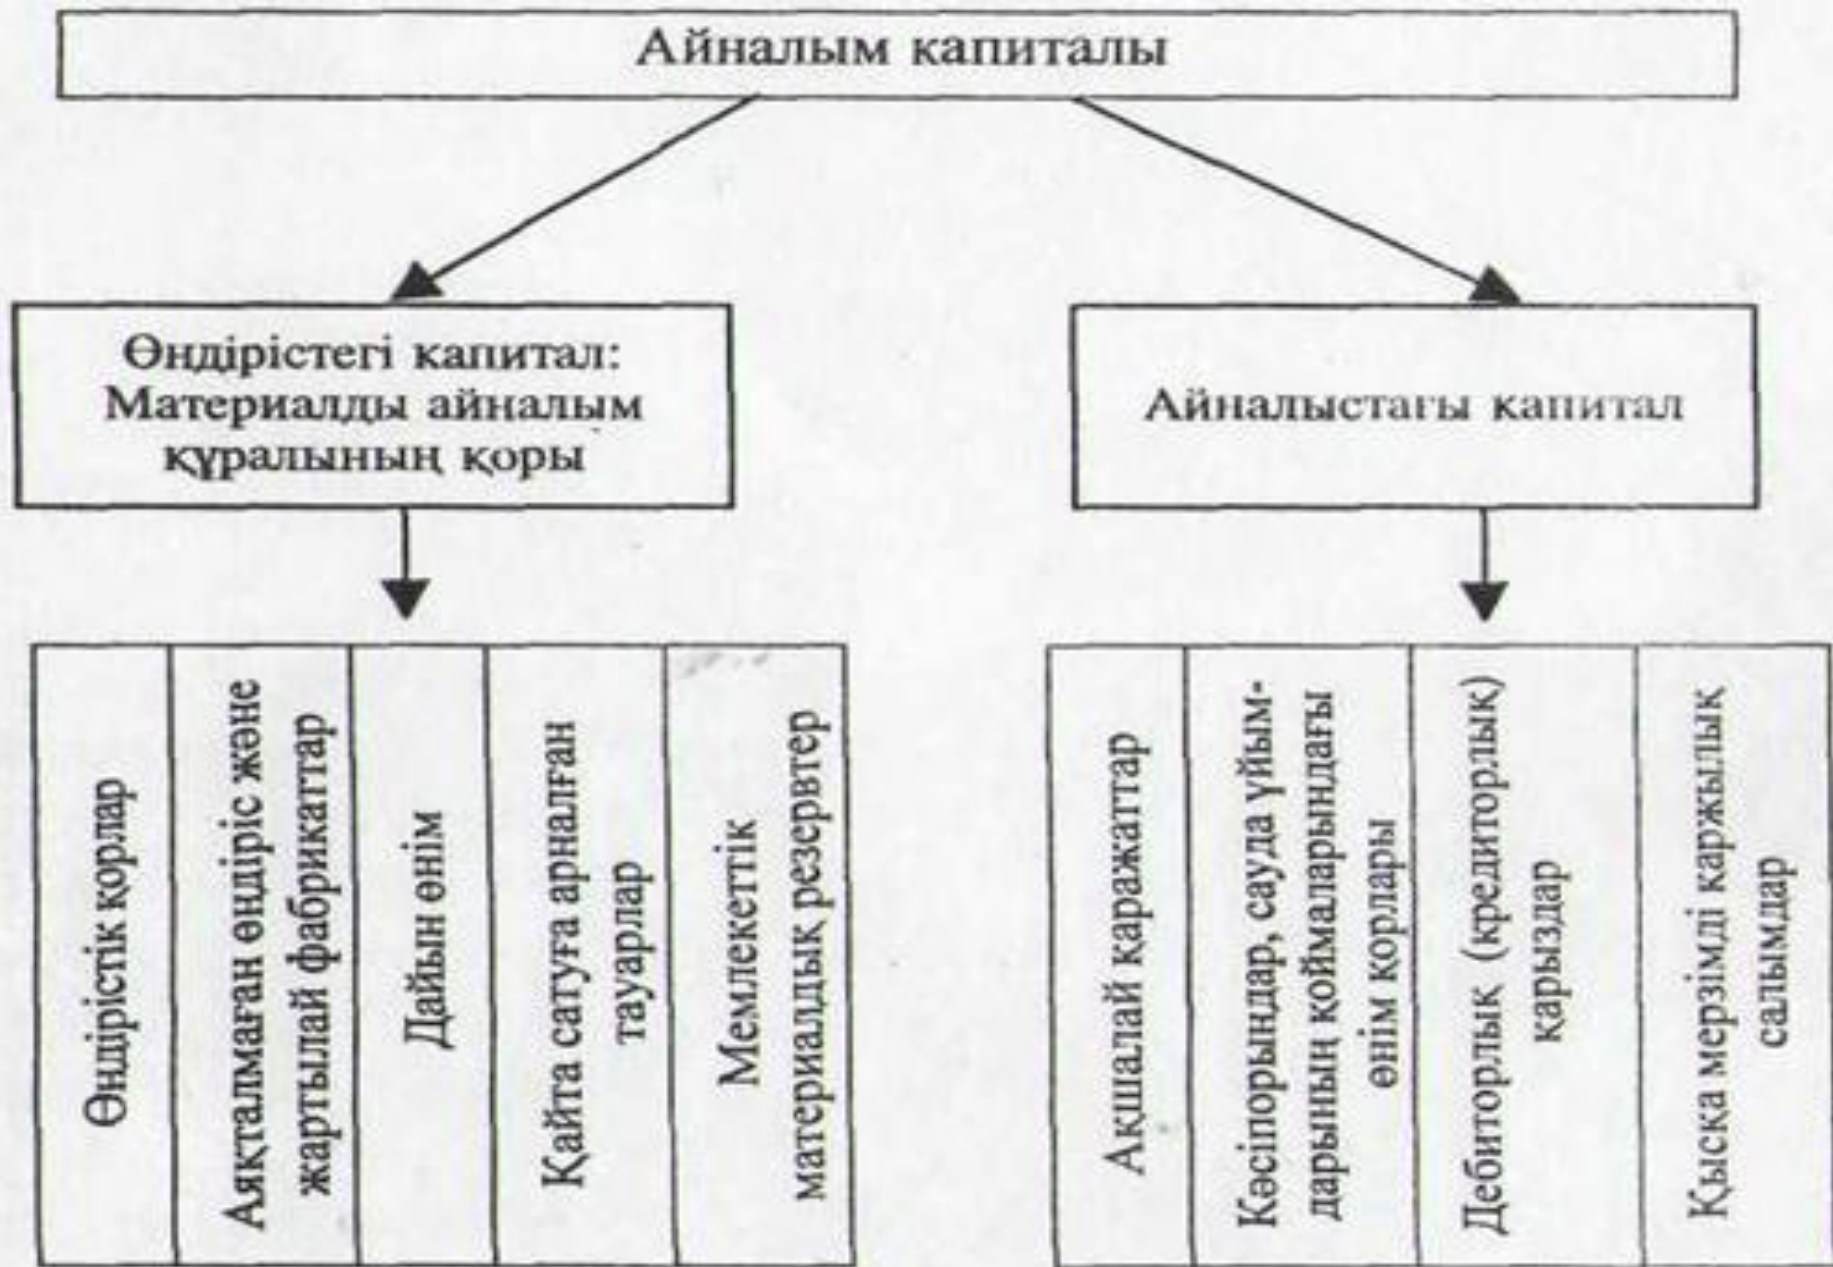 Айналым капиталы
Өндірістегі капитал:
Материалды айналым
құралының қоры
Айналыстағы капитал
Өндірістік қорлар
Аяқталмаған өндіріс және
жартылай фабрикаттар
Дайын өнім
Қайта сатуға арналған
тауарлар
Мемлекеттік
материалдық резервтер
Ақшалай қаражаттар
Кәсіпорындар, сауда ұйым-
дарының қоймаларындағы
өнім қорлары
Дебиторлық (кредиторлық)
қарыздар
Қысқа мерзімді қаржылық
салымдар